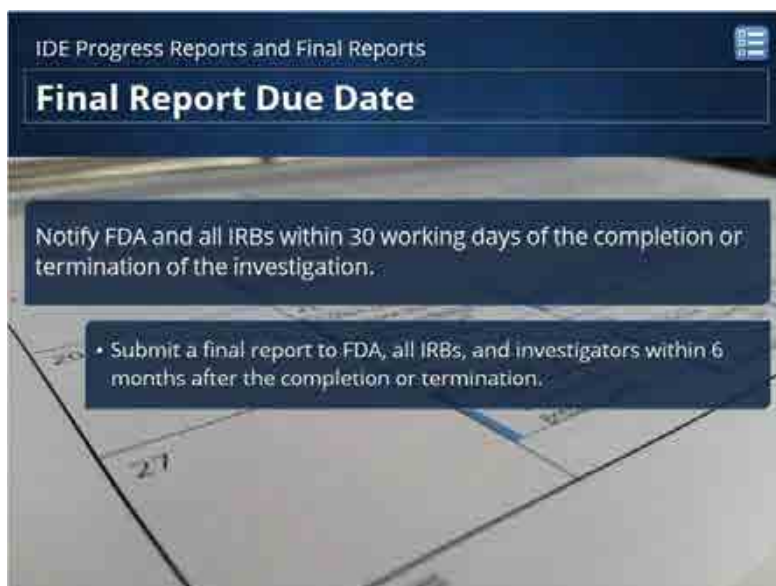 IDE Progress Reports and Final Reports
Final Report Due Date
Notify FDA and all IRBs within 30 working days of the completion or
termination of the investigation.
• Submit a final report to FDA, all IRBs, and investigators within 6
months after the completion or termination.
20
27